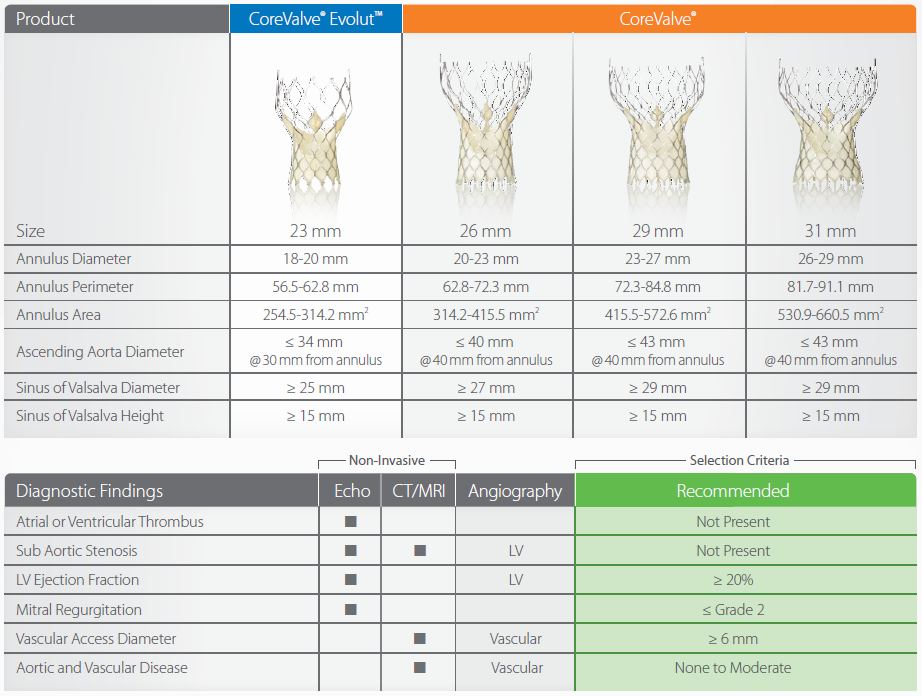 Product CoreValve® Evolut™ CoreValve®
Size 23 mm 26 mm 29 mm 31 mm
Annulus Diameter 18-20 mm 20-23 mm 23-27 mm 26-29 mm
Annulus Perimeter 56.5-62.8 mm 62.8-72.3 mm 72.3-84.8 mm 81.7-91.1 mm
Annulus Area 254.5-314.2 mm² 314.2-415.5 mm² 415.5-572.6 mm² 530.9-660.5 mm²
Ascending Aorta Diameter ≤ 34 mm ≤ 40 mm ≤ 43 mm ≤ 43 mm
@ 30 mm from annulus @ 40 mm from annulus @ 40 mm from annulus @ 40 mm from annulus
Sinus of Valsalva Diameter ≥ 25 mm ≥ 27 mm ≥ 29 mm ≥ 29 mm
Sinus of Valsalva Height ≥ 15 mm ≥ 15 mm ≥ 15 mm ≥ 15 mm
Non-Invasive Selection Criteria
Diagnostic Findings Echo CT/MRI Angiography Recommended
Atrial or Ventricular Thrombus ■ Not Present
Sub Aortic Stenosis ■ ■ LV Not Present
LV Ejection Fraction ■ LV ≥ 20%
Mitral Regurgitation ■ ≤ Grade 2
Vascular Access Diameter ■ Vascular ≥ 6 mm
Aortic and Vascular Disease ■ Vascular None to Moderate